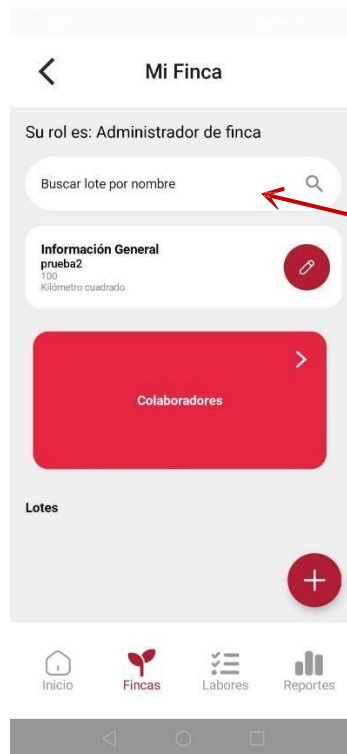 Mi Finca
Su rol es: Administrador de finca
Buscar lote por nombre
Información General
prueba2
100
Kilómetro cuadrado
Colaboradores
Lotes
Inicio
Fincas
Labores
Reportes